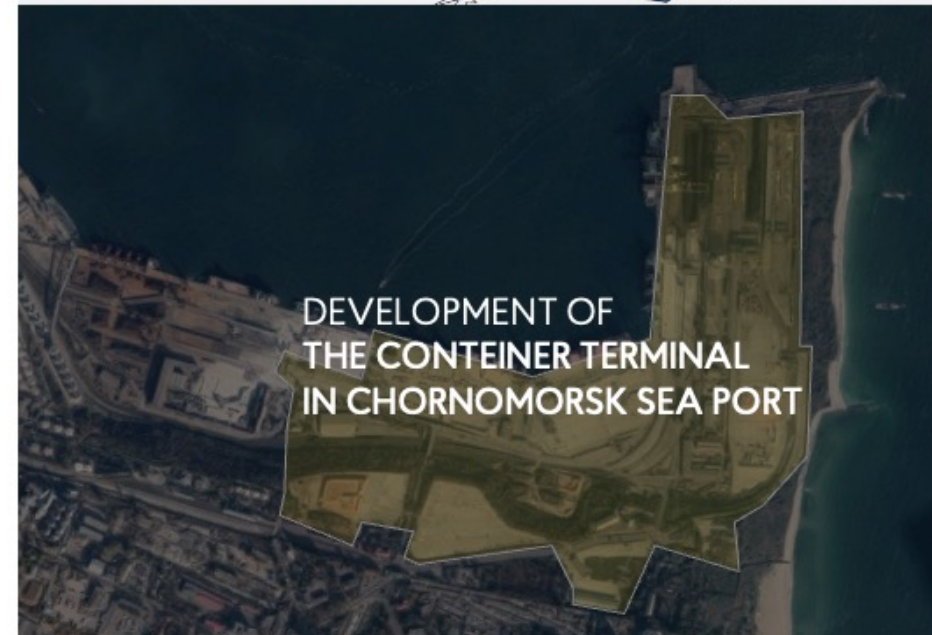 DEVELOPMENT OF
THE CONTEINER TERMINAL
IN CHORNOMORSK SEA PORT